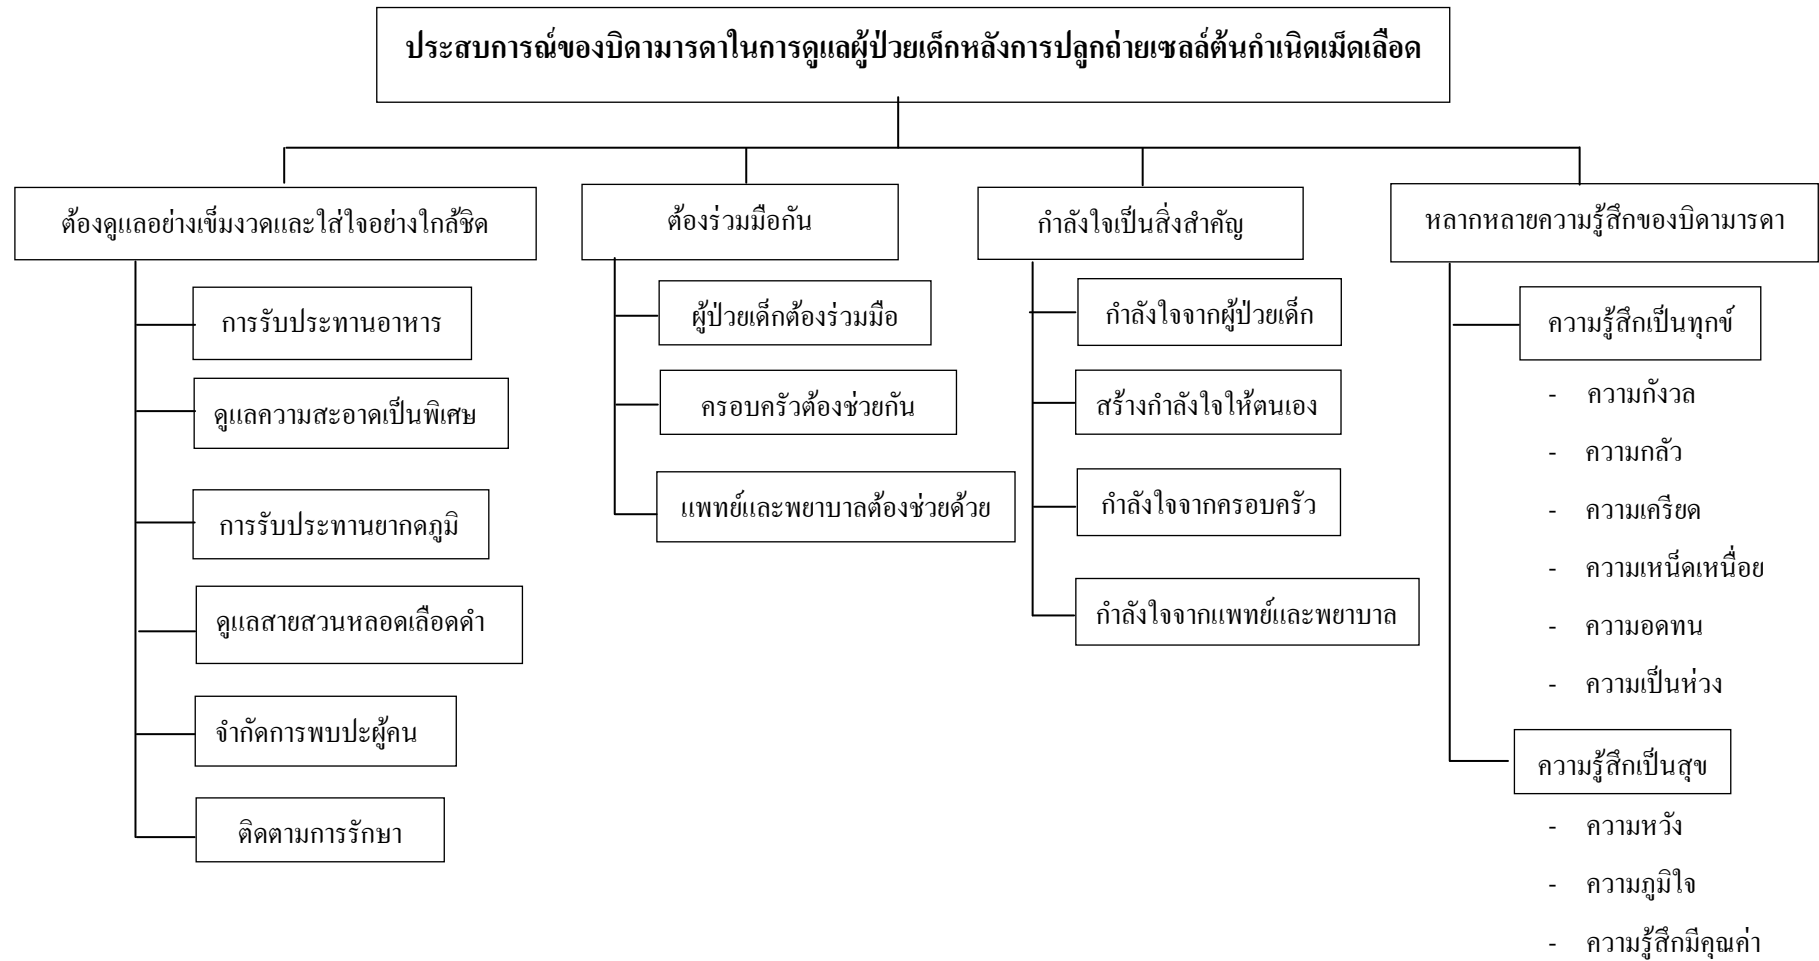 ประสบการณ์ของบิดามารดาในการดูแลผู้ป่วยเด็กหลังการปลูกถ่ายเซลล์ต้นกำเนิดเม็ดเลือด
ต้องดูแลอย่างเข้มงวดและใส่ใจอย่างใกล้ชิด
การรับประทานอาหาร
ดูแลความสะอาดเป็นพิเศษ
การรับประทานยากดภูมิ
ดูแลสายสวนหลอดเลือดดำ
จำกัดการพบปะผู้คน
ติดตามการรักษา
ต้องร่วมมือกัน
ผู้ป่วยเด็กต้องร่วมมือ
ครอบครัวต้องช่วยกัน
แพทย์และพยาบาลต้องช่วยด้วย
กำลังใจเป็นสิ่งสำคัญ
กำลังใจจากผู้ป่วยเด็ก
สร้างกำลังใจให้ตนเอง
กำลังใจจากครอบครัว
กำลังใจจากแพทย์และพยาบาล
หลากหลายความรู้สึกของบิดามารดา
ความรู้สึกเป็นทุกข์
- ความกังวล
- ความกลัว
- ความเครียด
- ความเหน็ดเหนื่อย
- ความอดทน
- ความเป็นห่วง
ความรู้สึกเป็นสุข
- ความหวัง
- ความภูมิใจ
- ความรู้สึกมีคุณค่า